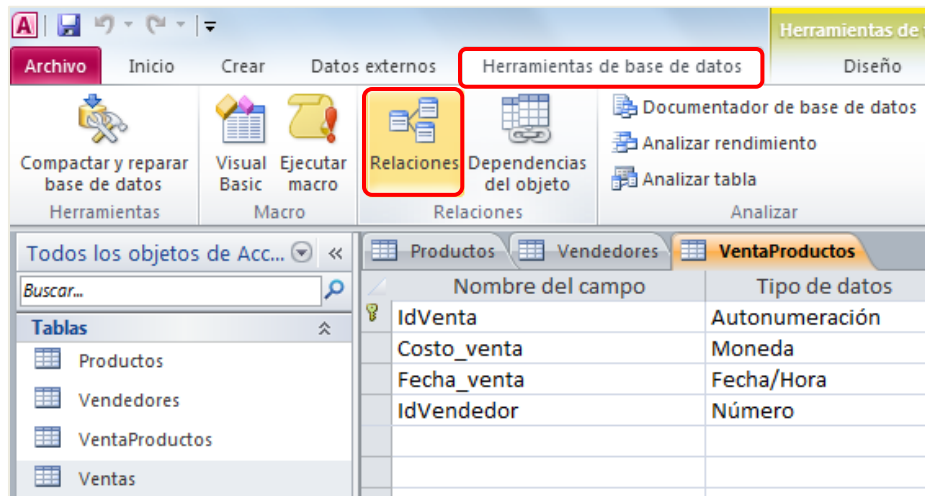 A
Herramientas de
Archivo Inicio Crear Datos externos Herramientas de base de datos Diseño
Compactar y reparar
base de datos
Visual
Basic
Ejecutar
macro
Relaciones
Dependencias
del objeto
Documentador de base de datos
Analizar rendimiento
Analizar tabla
Herramientas Macro Relaciones Analizar
Todos los objetos de Acc...
Buscar...
Tablas
Productos
Vendedores
VentaProductos
Ventas
Productos Vendedores VentaProductos
Nombre del campo Tipo de datos
IdVenta Autonumeración
Costo_venta Moneda
Fecha_venta Fecha/Hora
IdVendedor Número